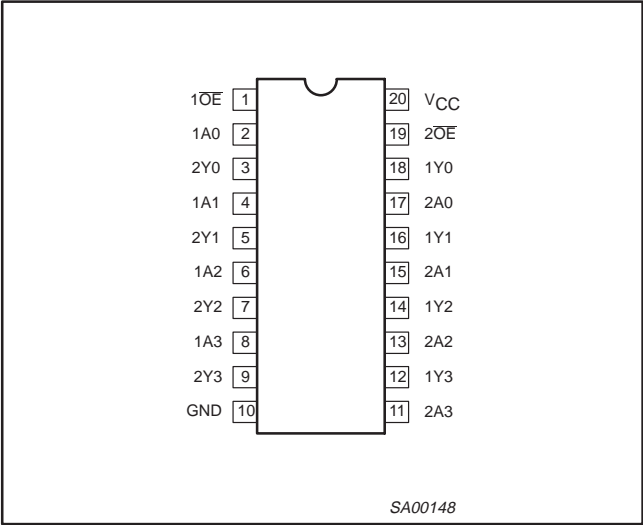 1O̅E̅ 1 20 VCC
1A0 2 19 2O̅E̅
2Y0 3 18 1Y0
1A1 4 17 2A0
2Y1 5 16 1Y1
1A2 6 15 2A1
2Y2 7 14 1Y2
1A3 8 13 2A2
2Y3 9 12 1Y3
GND 10 11 2A3
SA00148